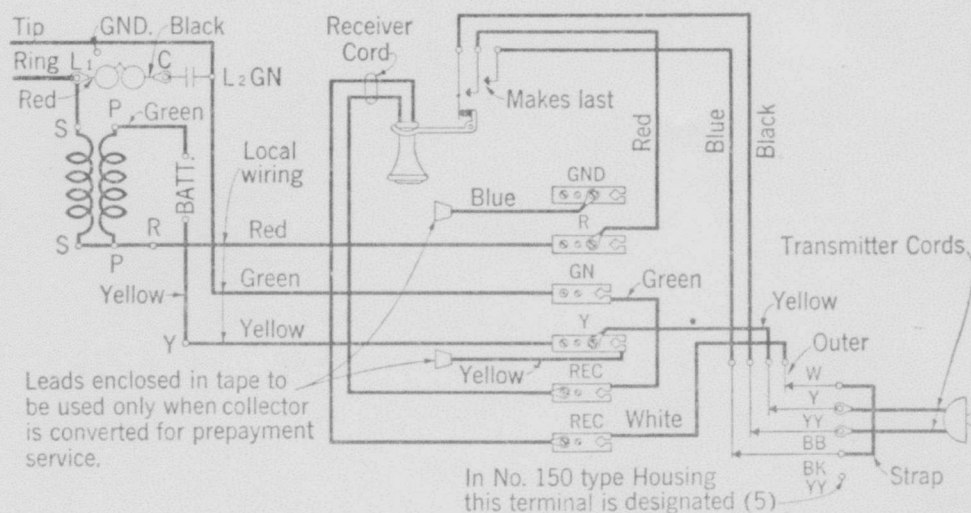 Tip
GND.
Black
Ring
L1
C
L2 GN
Red
P
Green
S
BATT.
Local
wiring
S
P
R
Red
Yellow
Green
Y
Yellow
Receiver
Cord
Makes last
Red
Blue
Black
GND
Blue
R
GN
Green
Y
Yellow
REC
REC
White
Transmitter Cords
Yellow
Outer
W
Y
YY
BB
BK
YY
Strap
Leads enclosed in tape to
be used only when collector
is converted for prepayment
service.
In No. 150 type Housing
this terminal is designated (5)